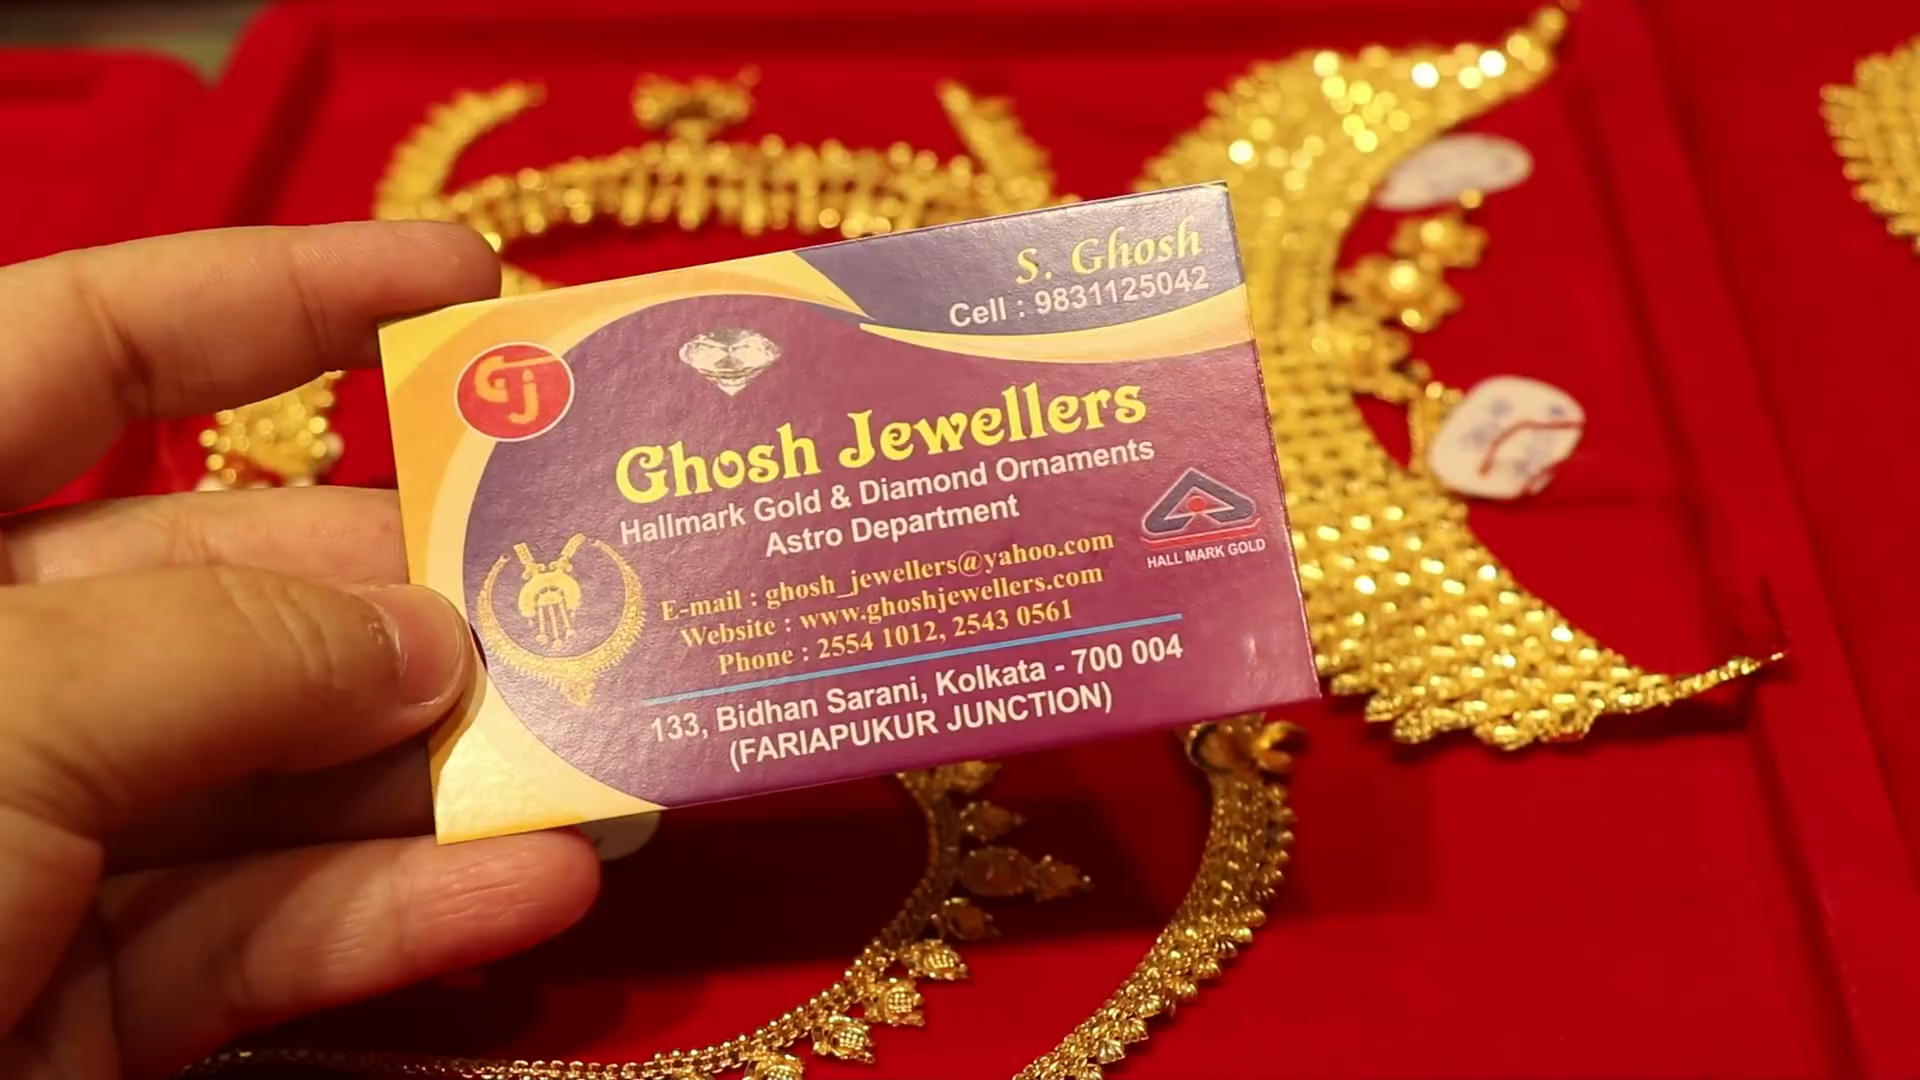 S. Ghosh
Cell : 9831125042
GJ
Ghosh Jewellers
Hallmark Gold & Diamond Ornaments
Astro Department
HALL MARK GOLD
E-mail : ghosh_jewellers@yahoo.com
Website : www.ghoshjewellers.com
Phone : 2554 1012, 2543 0561
133, Bidhan Sarani, Kolkata - 700 004
(FARIAPUKUR JUNCTION)